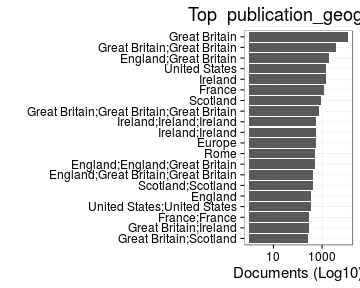 Top publication_geog
Great Britain
Great Britain;Great Britain
England;Great Britain
United States
Ireland
France
Scotland
Great Britain;Great Britain;Great Britain
Ireland;Ireland;Ireland
Ireland;Ireland
Europe
Rome
England;England;Great Britain
England;Great Britain;Great Britain
Scotland;Scotland
England
United States;United States
France;France
Great Britain;Ireland
Great Britain;Scotland
10 1000
Documents (Log10)